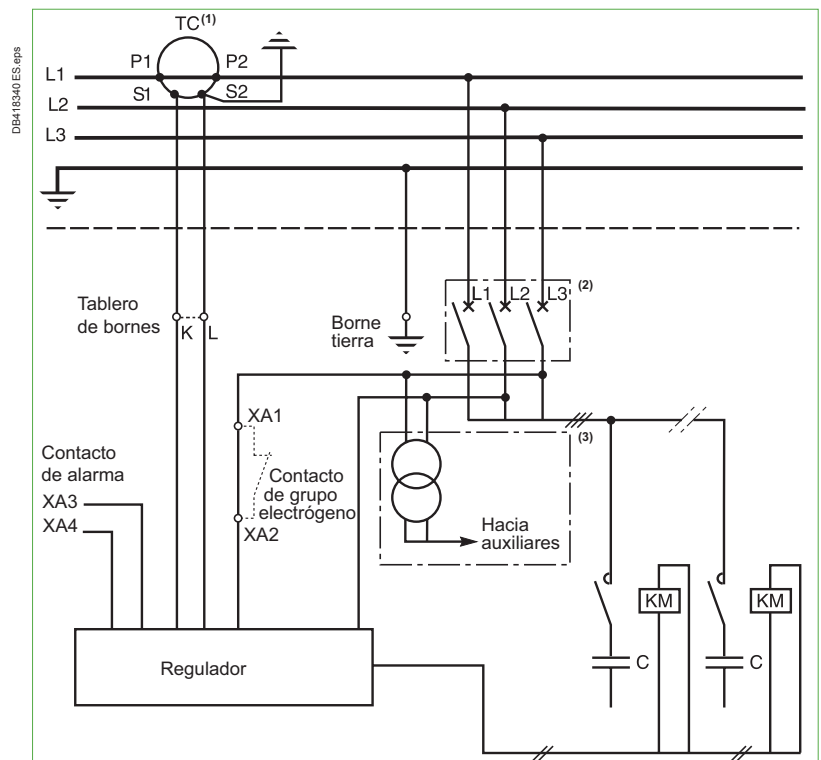 DB418340 ES.eps
TC(1)
P1
P2
L1
S1
S2
L2
L3
L1
L2
L3
(2)
Tablero
de bornes
K
L
Borne
tierra
XA1
(3)
Contacto
de alarma
XA3
XA4
Contacto
de grupo
electrógeno
XA2
Hacia
auxiliares
KM
KM
C
C
Regulador